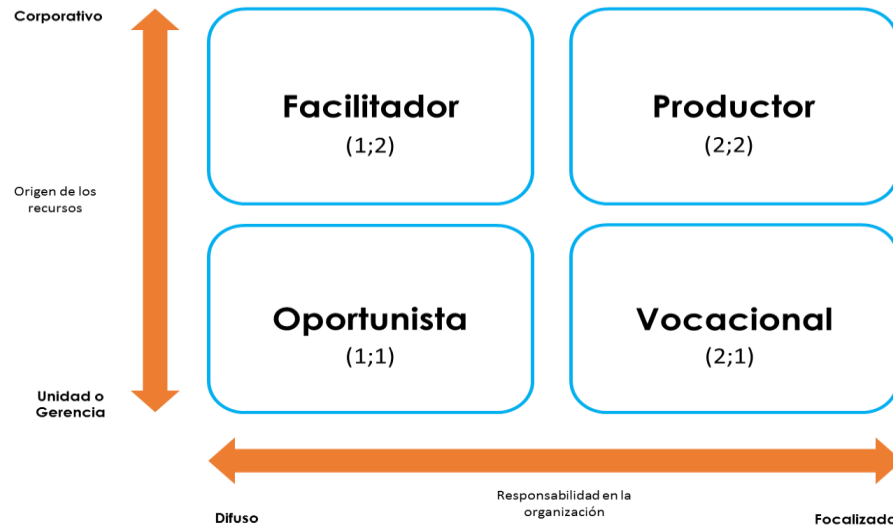 Corporativo
Facilitador
(1;2)
Productor
(2;2)
Origen de los
recursos
Oportunista
(1;1)
Vocacional
(2;1)
Unidad o
Gerencia
Responsabilidad en la
organización
Difuso
Focalizado